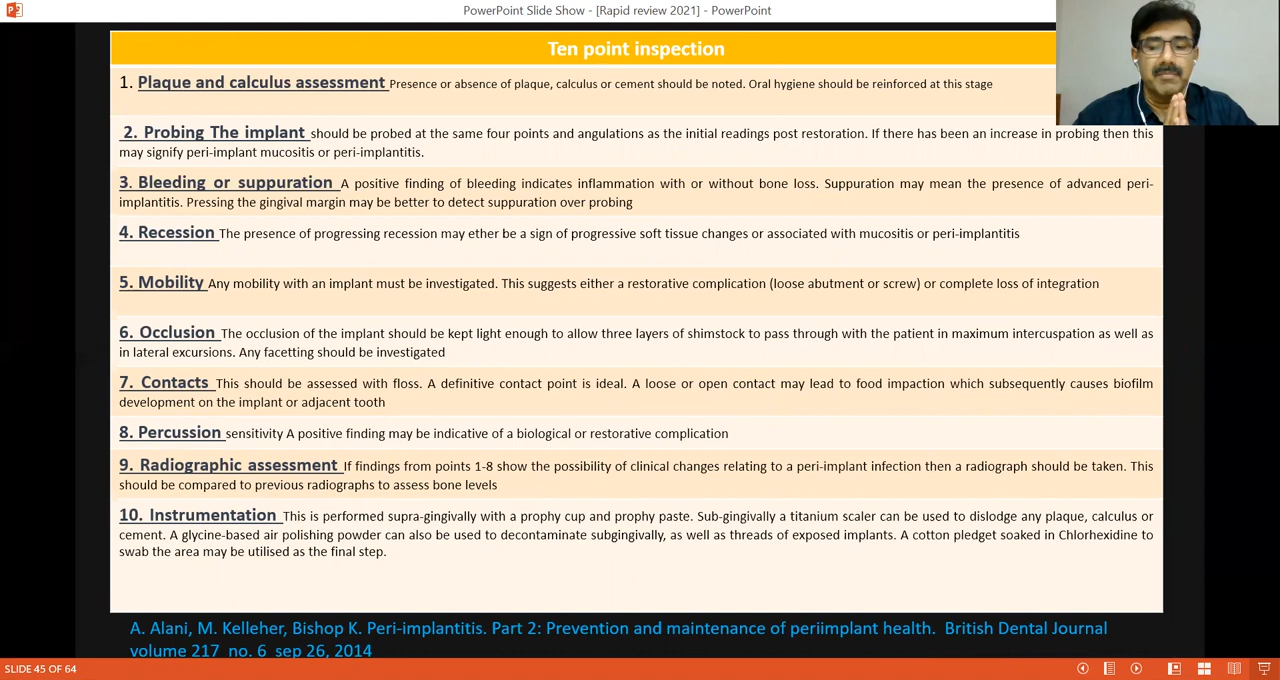 PowerPoint Slide Show - [Rapid review 2021] - PowerPoint
Ten point inspection
1. Plaque and calculus assessment Presence or absence of plaque, calculus or cement should be noted. Oral hygiene should be reinforced at this stage
2. Probing The implant should be probed at the same four points and angulations as the initial readings post restoration. If there has been an increase in probing then this
may signify peri-implant mucositis or peri-implantitis.
3. Bleeding or suppuration A positive finding of bleeding indicates inflammation with or without bone loss. Suppuration may mean the presence of advanced peri-
implantitis. Pressing the gingival margin may be better to detect suppuration over probing
4. Recession The presence of progressing recession may ether be a sign of progressive soft tissue changes or associated with mucositis or peri-implantitis
5. Mobility Any mobility with an implant must be investigated. This suggests either a restorative complication (loose abutment or screw) or complete loss of integration
6. Occlusion The occlusion of the implant should be kept light enough to allow three layers of shimstock to pass through with the patient in maximum intercuspation as well as
in lateral excursions. Any facetting should be investigated
7. Contacts This should be assessed with floss. A definitive contact point is ideal. A loose or open contact may lead to food impaction which subsequently causes biofilm
development on the implant or adjacent tooth
8. Percussion sensitivity A positive finding may be indicative of a biological or restorative complication
9. Radiographic assessment If findings from points 1-8 show the possibility of clinical changes relating to a peri-implant infection then a radiograph should be taken. This
should be compared to previous radiographs to assess bone levels
10. Instrumentation This is performed supra-gingivally with a prophy cup and prophy paste. Sub-gingivally a titanium scaler can be used to dislodge any plaque, calculus or
cement. A glycine-based air polishing powder can also be used to decontaminate subgingivally, as well as threads of exposed implants. A cotton pledget soaked in Chlorhexidine to
swab the area may be utilised as the final step.
A. Alani, M. Kelleher, Bishop K. Peri-implantitis. Part 2: Prevention and maintenance of periimplant health. British Dental Journal
volume 217 no. 6 sep 26, 2014
SLIDE 45 OF 64